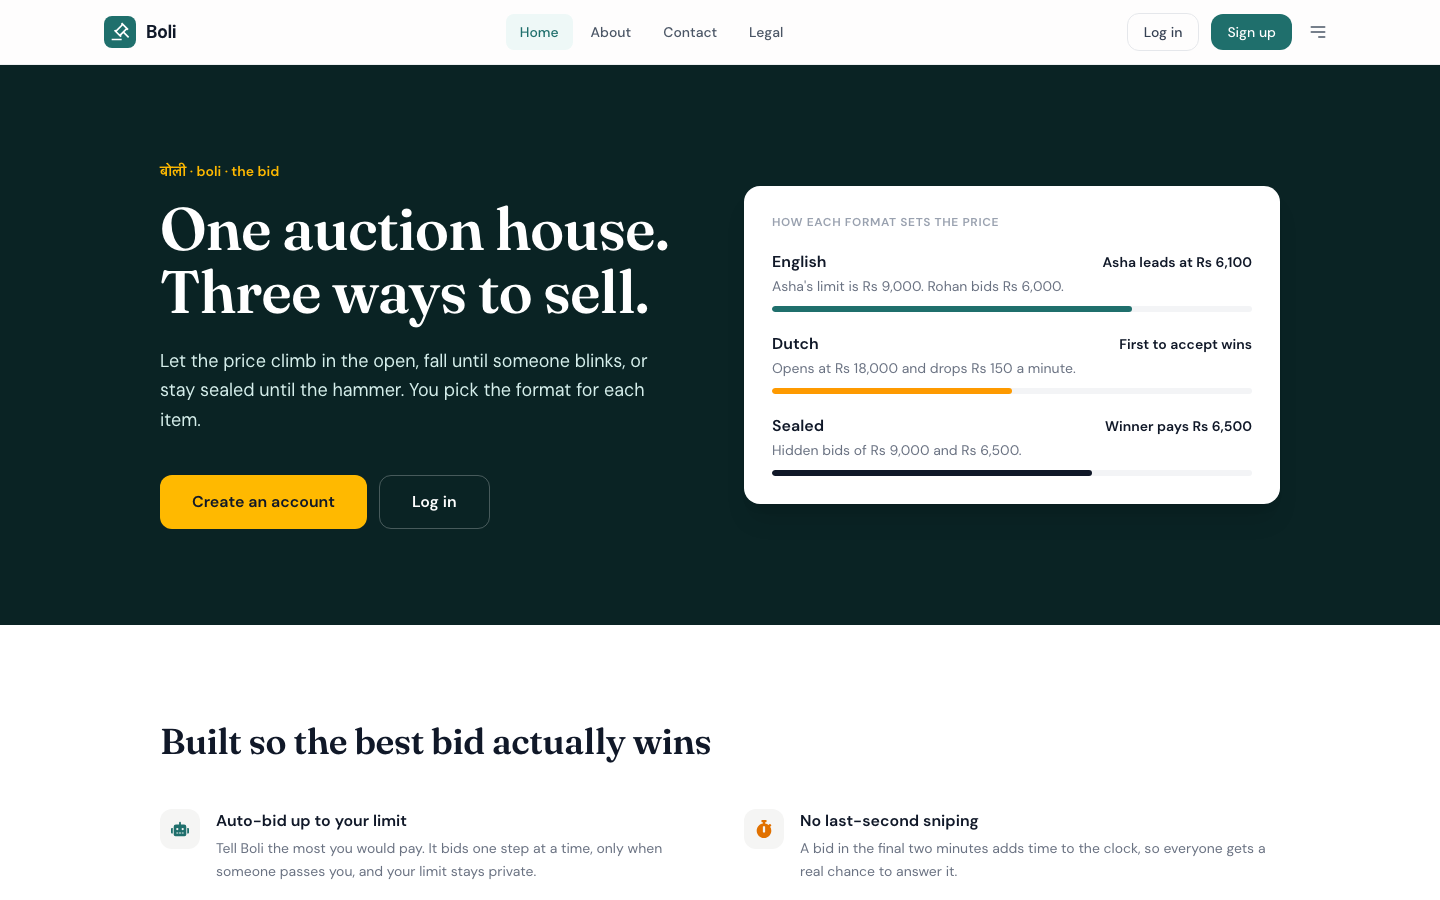 Boli
Home
About
Contact
Legal
Log in
Sign up
बोली · boli · the bid
One auction house.
Three ways to sell.
Let the price climb in the open, fall until someone blinks, or
stay sealed until the hammer. You pick the format for each
item.
Create an account
Log in
HOW EACH FORMAT SETS THE PRICE
English
Asha leads at Rs 6,100
Asha's limit is Rs 9,000. Rohan bids Rs 6,000.
Dutch
First to accept wins
Opens at Rs 18,000 and drops Rs 150 a minute.
Sealed
Winner pays Rs 6,500
Hidden bids of Rs 9,000 and Rs 6,500.
Built so the best bid actually wins
Auto-bid up to your limit
Tell Boli the most you would pay. It bids one step at a time, only when
someone passes you, and your limit stays private.
No last-second sniping
A bid in the final two minutes adds time to the clock, so everyone gets a
real chance to answer it.